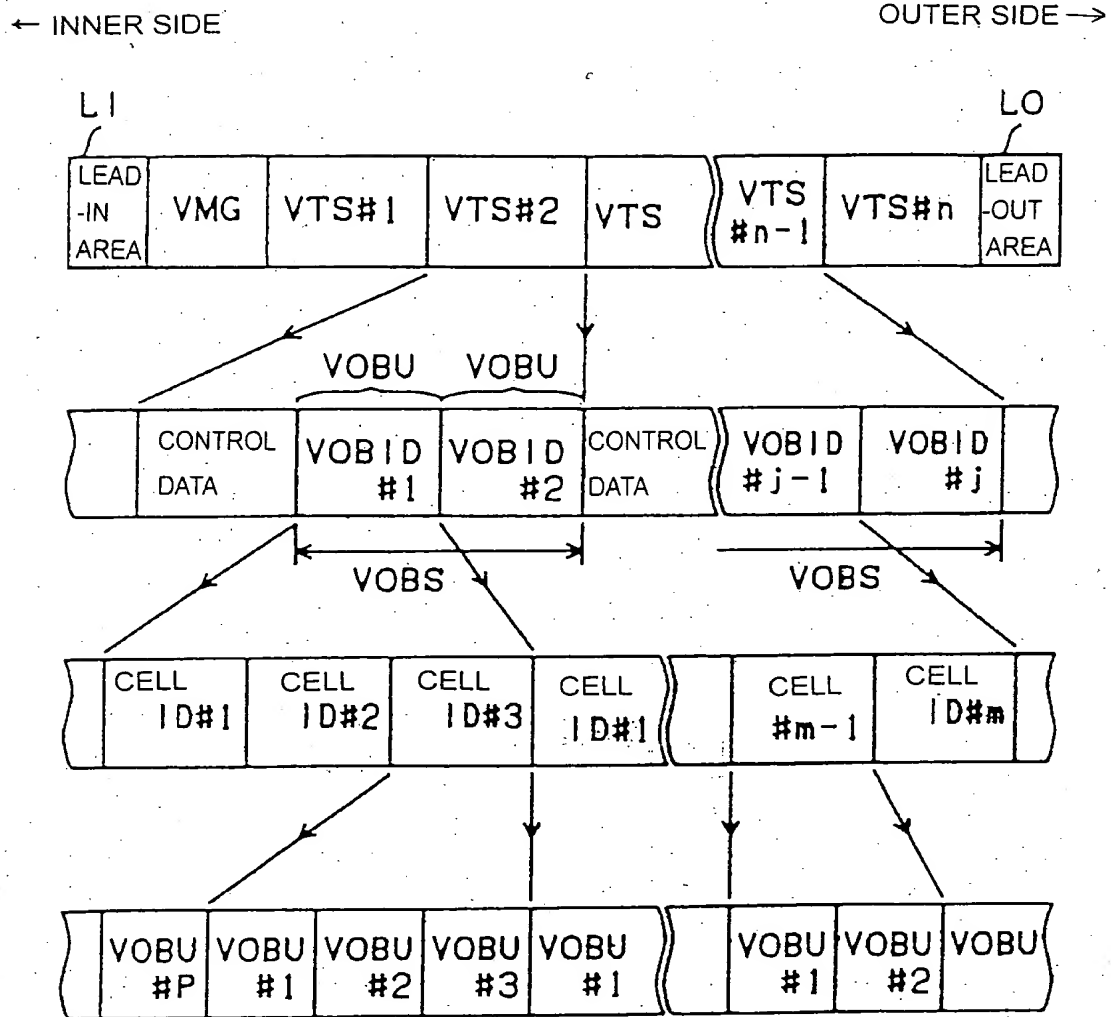 ← INNER SIDE
OUTER SIDE →
LI
LO
LEAD
-IN
AREA
VMG
VTS#1
VTS#2
VTS
VTS
#n-1
VTS#n
LEAD
-OUT
AREA
VOBU
VOBU
CONTROL
DATA
VOBID
#1
VOBID
#2
CONTROL
DATA
VOBID
#j-1
VOBID
#j
VOBS
VOBS
CELL
ID#1
CELL
ID#2
CELL
ID#3
CELL
ID#1
CELL
#m-1
CELL
ID#m
VOBU
#P
VOBU
#1
VOBU
#2
VOBU
#3
VOBU
#1
VOBU
#1
VOBU
#2
VOBU